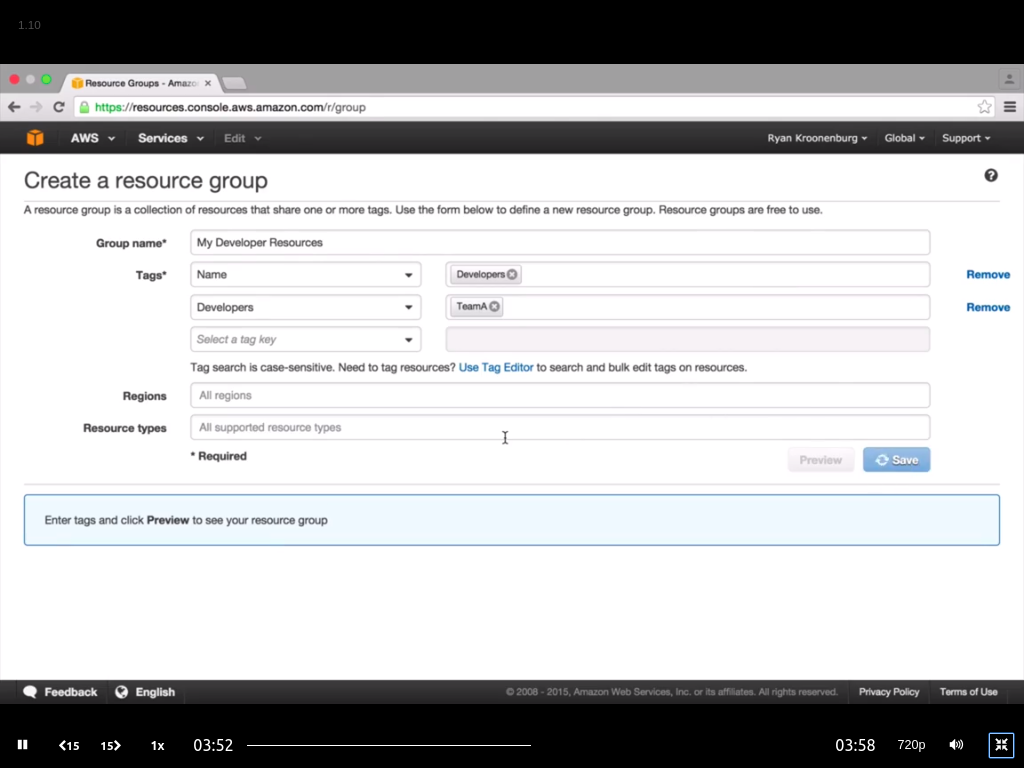 1.10
Resource Groups - Amazo
https://resources.console.aws.amazon.com/r/group
AWS Services Edit Ryan Kroonenburg Global Support
Create a resource group
A resource group is a collection of resources that share one or more tags. Use the form below to define a new resource group. Resource groups are free to use.
Group name* My Developer Resources
Tags* Name Developers Remove
Developers TeamA Remove
Select a tag key
Tag search is case-sensitive. Need to tag resources? Use Tag Editor to search and bulk edit tags on resources.
Regions All regions
Resource types All supported resource types
* Required Preview Save
Enter tags and click Preview to see your resource group
Feedback English © 2008 - 2015, Amazon Web Services, Inc. or its affiliates. All rights reserved. Privacy Policy Terms of Use
15 15 1x 03:52 03:58 720p